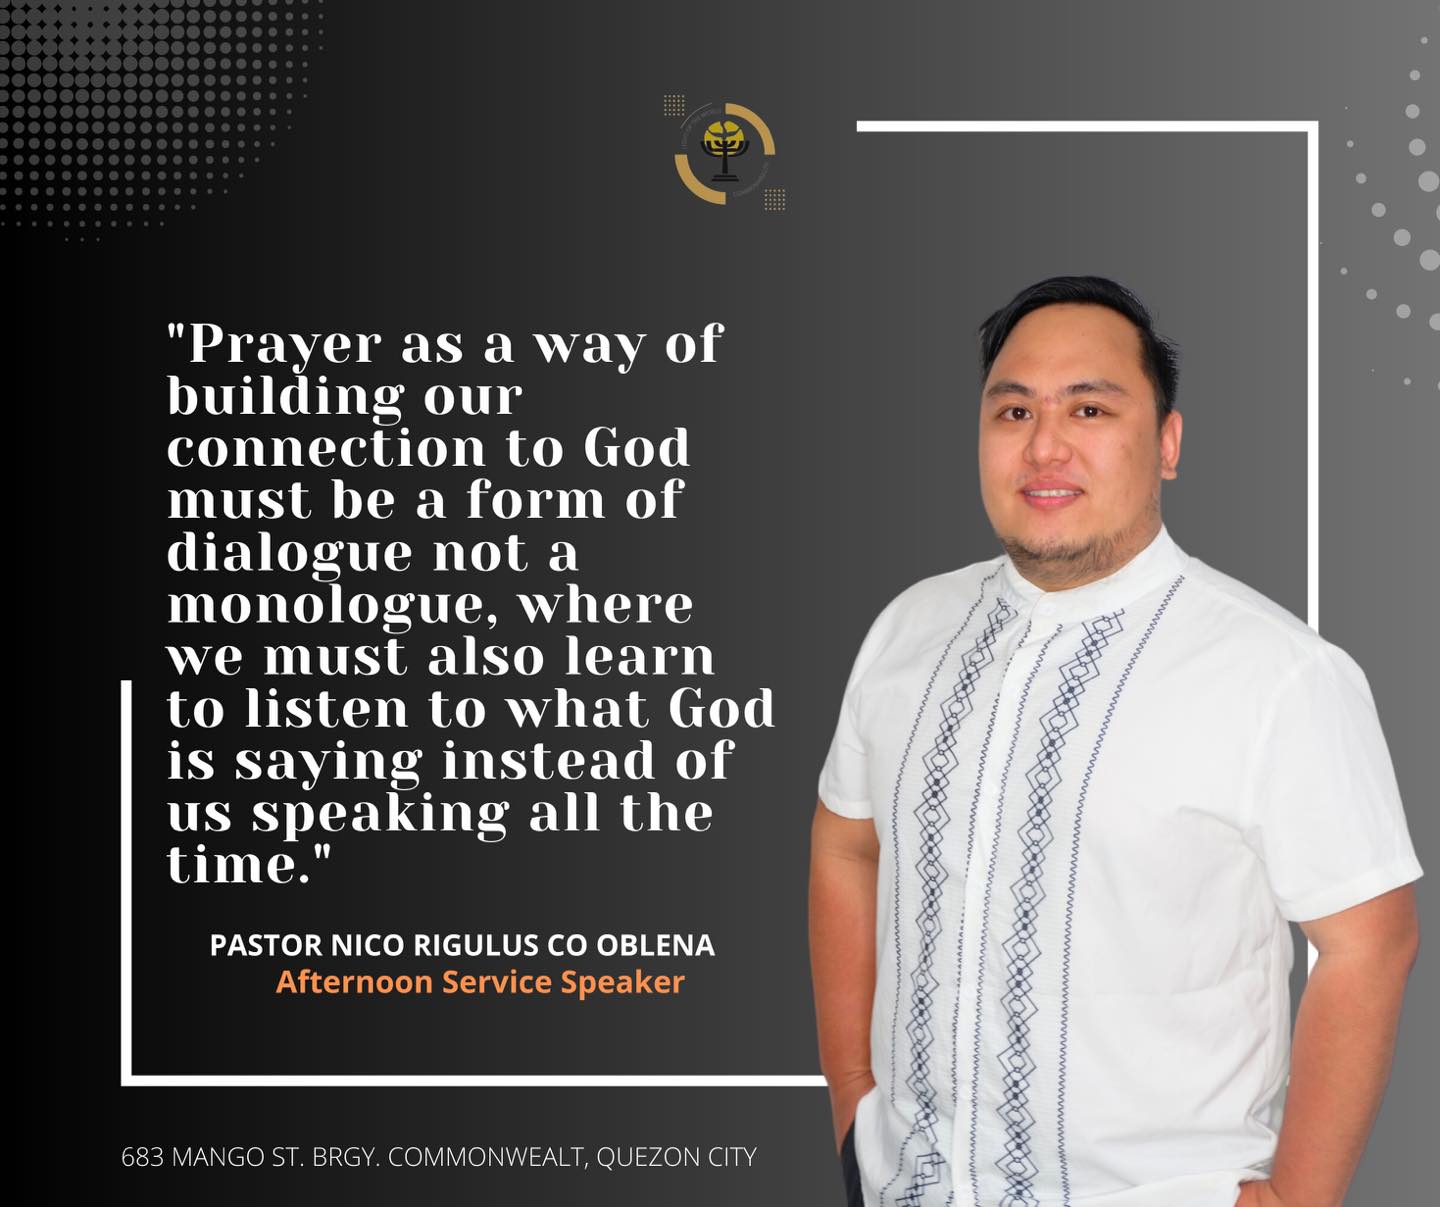 "Prayer as a way of
building our
connection to God
must be a form of
dialogue not a
monologue, where
we must also learn
to listen to what God
is saying instead of
us speaking all the
time."
PASTOR NICO RIGULUS CO OBLENA
Afternoon Service Speaker
683 MANGO ST. BRGY. COMMONWEALT, QUEZON CITY